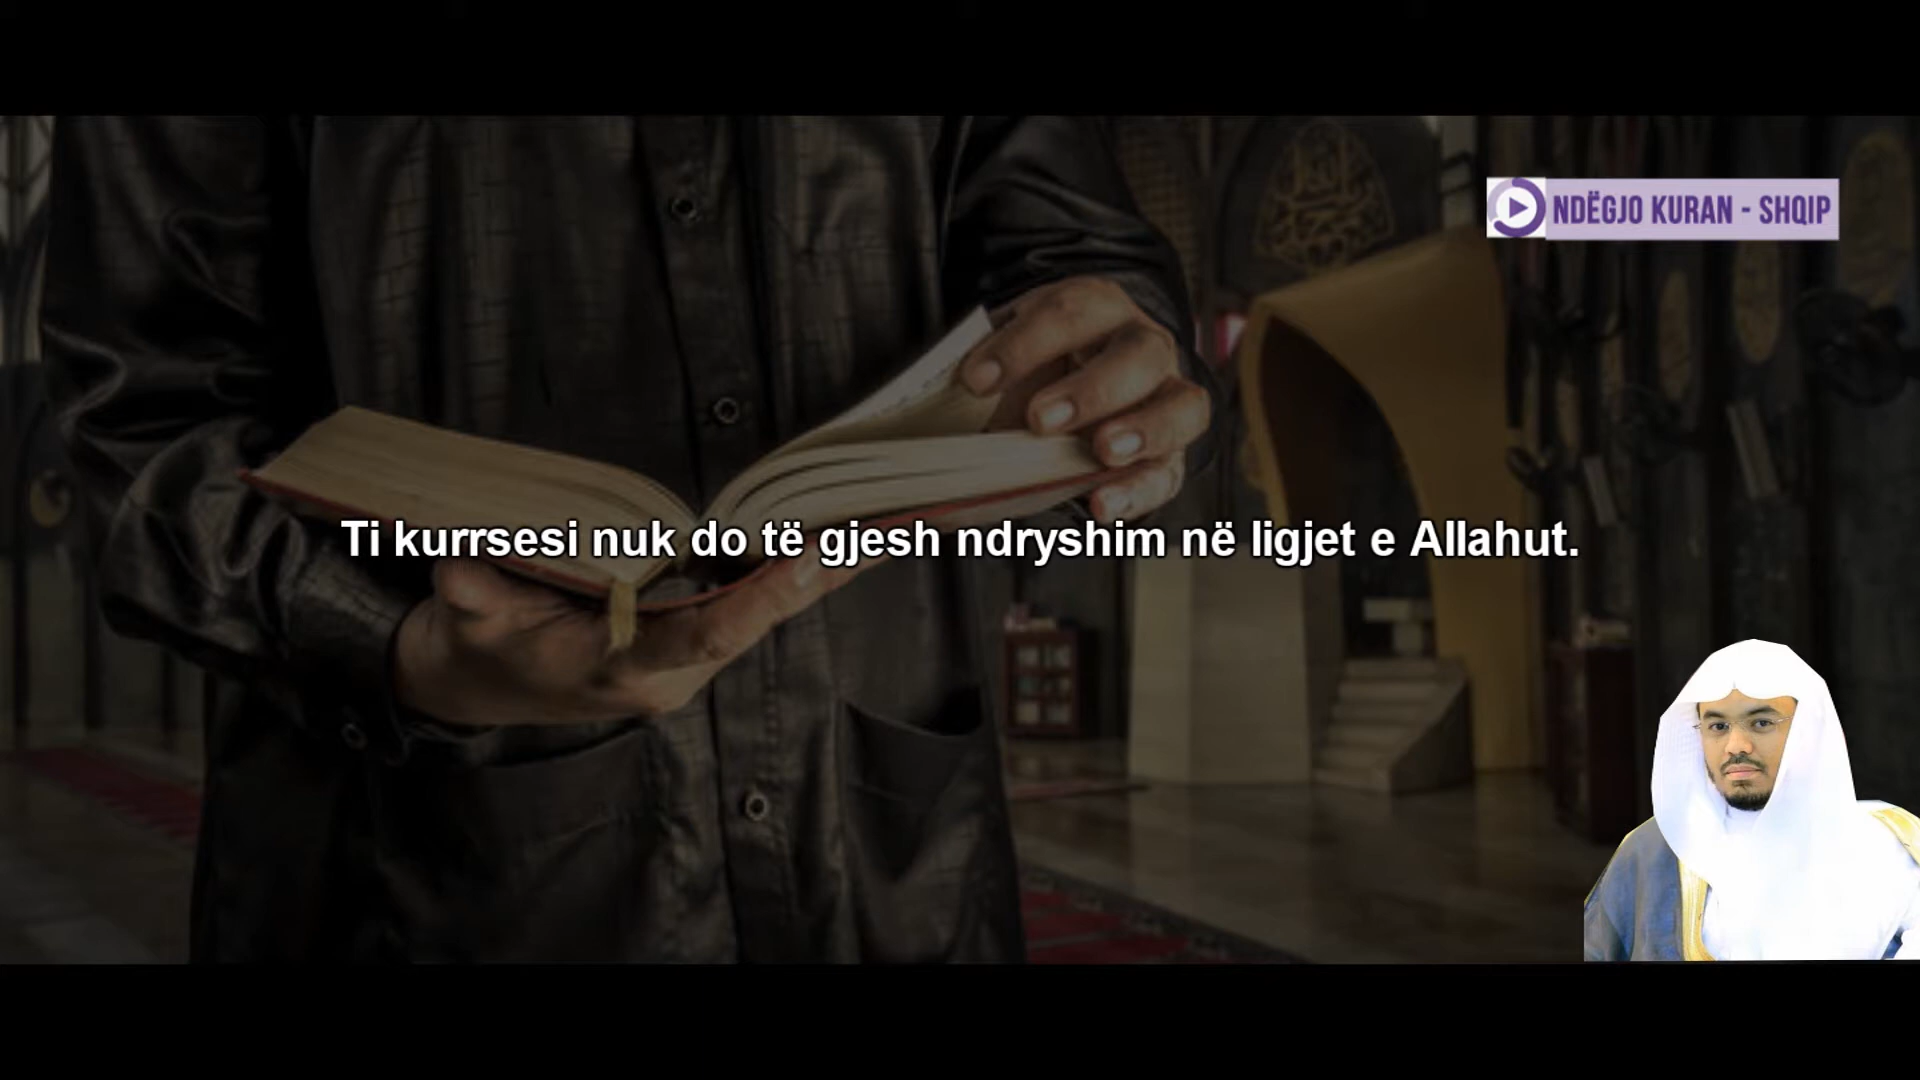 NDËGJO KURAN - SHQIP
Ti kurrsesi nuk do të gjesh ndryshim në ligjet e Allahut.